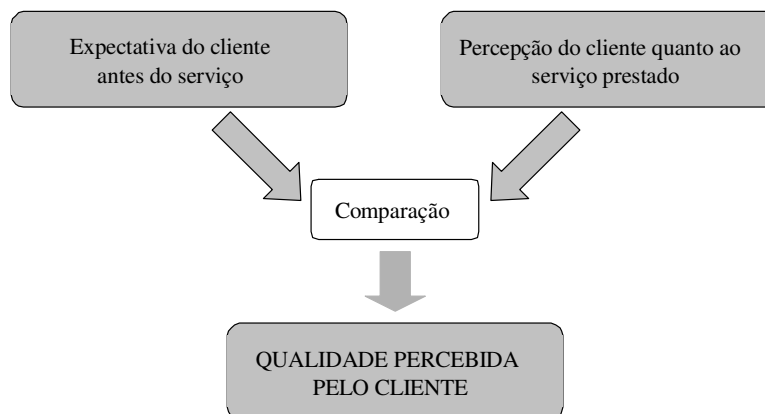 Expectativa do cliente
antes do serviço
Percepção do cliente quanto ao
serviço prestado
Comparação
QUALIDADE PERCEBIDA
PELO CLIENTE